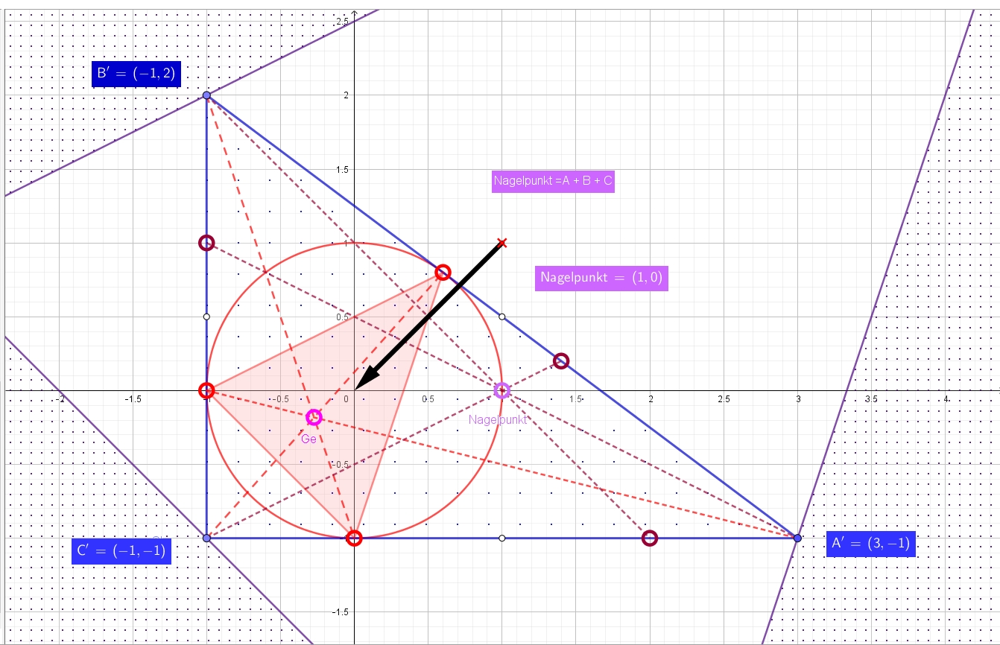 2.5
B′ = (−1, 2)
2
1.5
Nagelpunkt =A + B + C
1
Nagelpunkt = (1, 0)
0.5
-2 -1.5 -1 -0.5 0 0.5 1 1.5 2 2.5 3 3.5 4
Nagelpunkt
Ge
-0.5
C′ = (−1, −1)
A′ = (3, −1)
-1.5